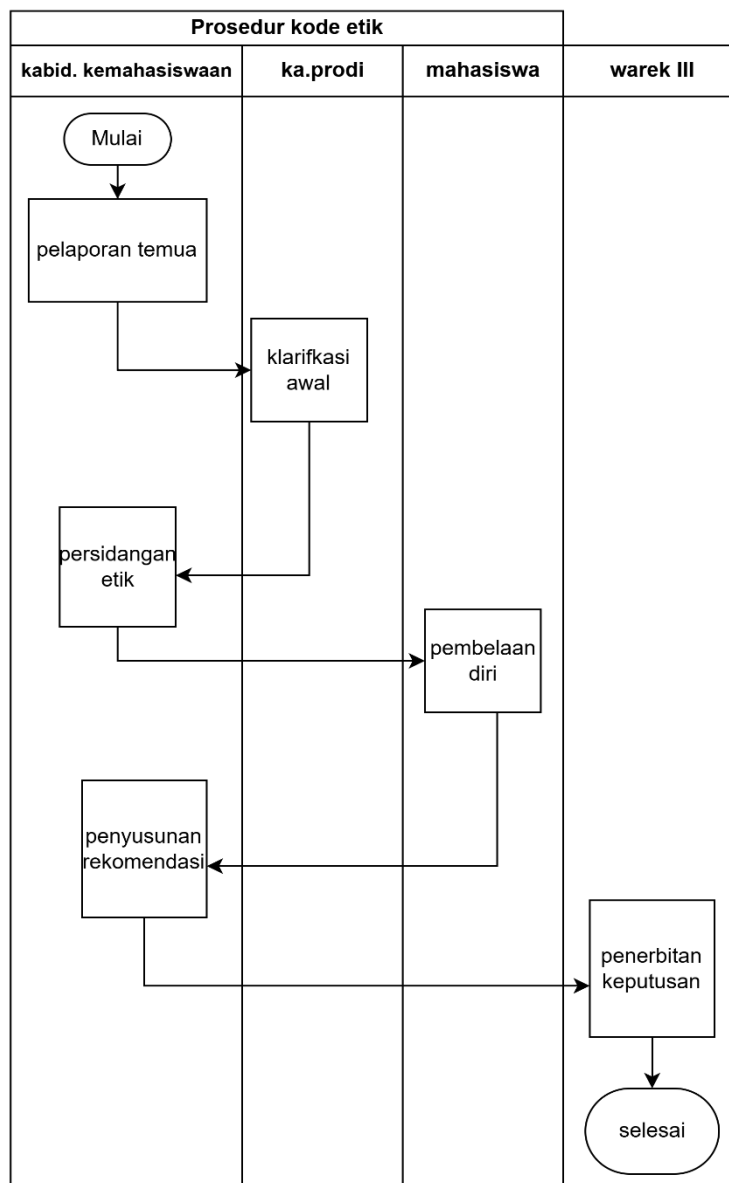 Prosedur kode etik
kabid. kemahasiswaan
ka.prodi
mahasiswa
warek III
Mulai
pelaporan temua
klarifkasi
awal
persidangan
etik
pembelaan
diri
penyusunan
rekomendasi
penerbitan
keputusan
selesai